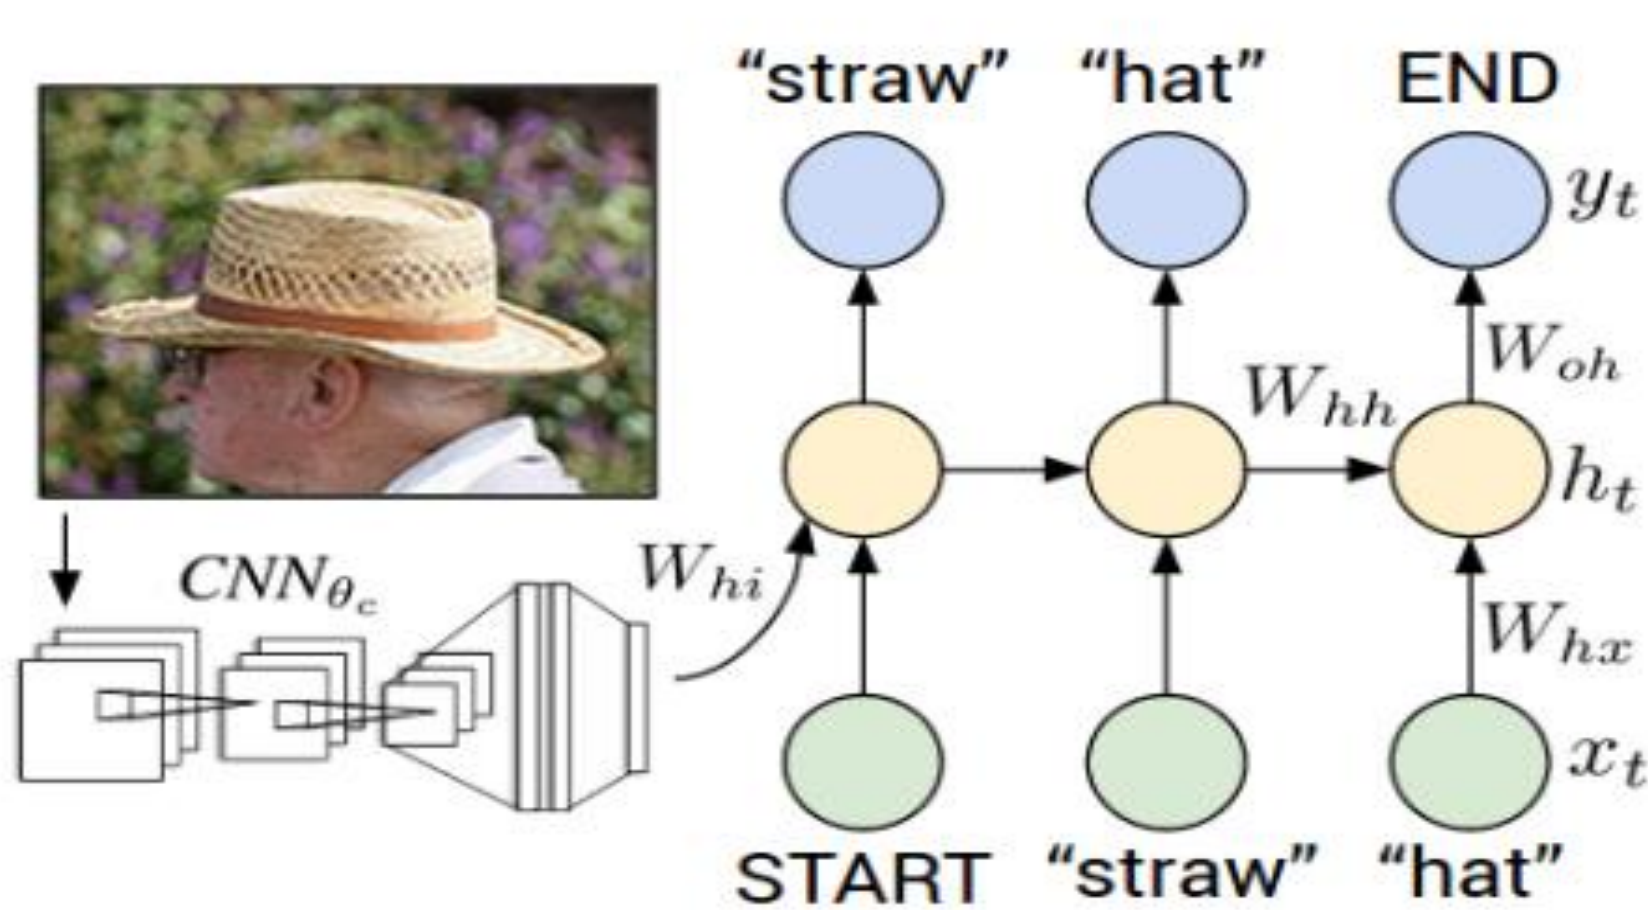 “straw” “hat” END
y_t
W_oh
W_hh
h_t
CNN_θc
W_hi
W_hx
x_t
START “straw” “hat”